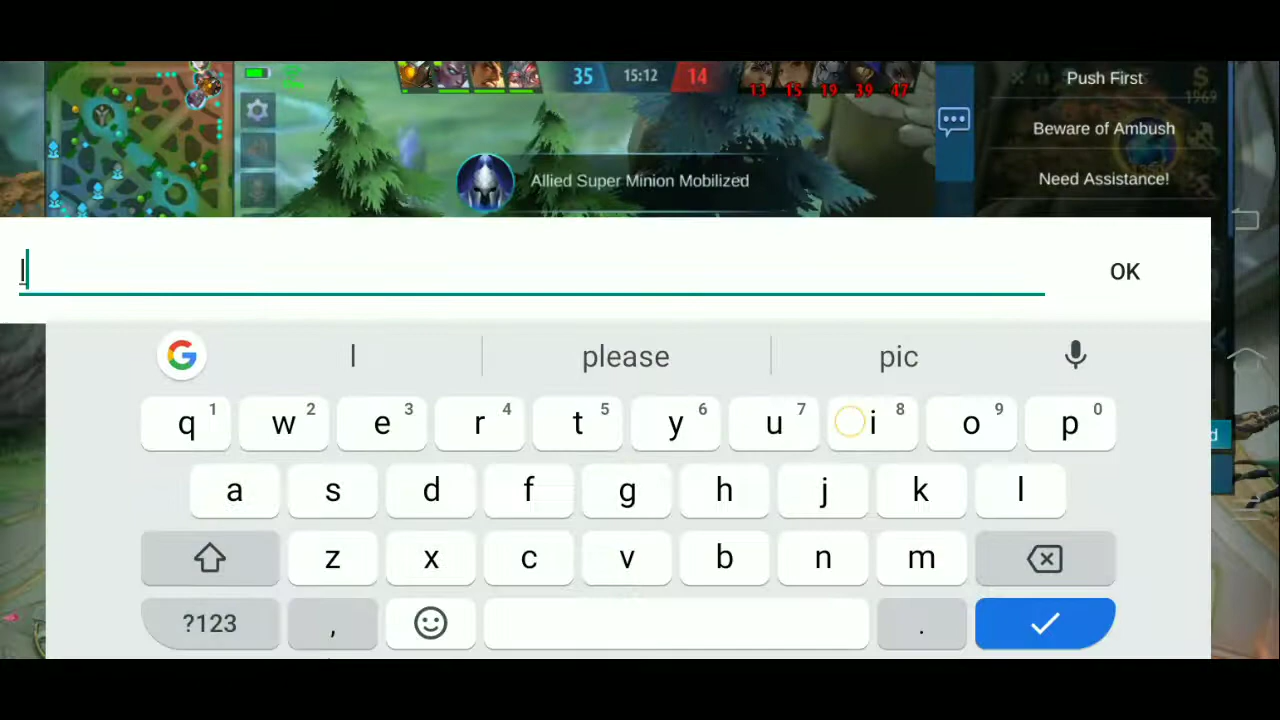 35 15:12 14
13 15 19 39 47
Push First
1969
Beware of Ambush
Need Assistance!
Allied Super Minion Mobilized
I
OK
I please pic
q 1 w 2 e 3 r 4 t 5 y 6 u 7 i 8 o 9 p 0
a s d f g h j k l
z x c v b n m
?123 , .